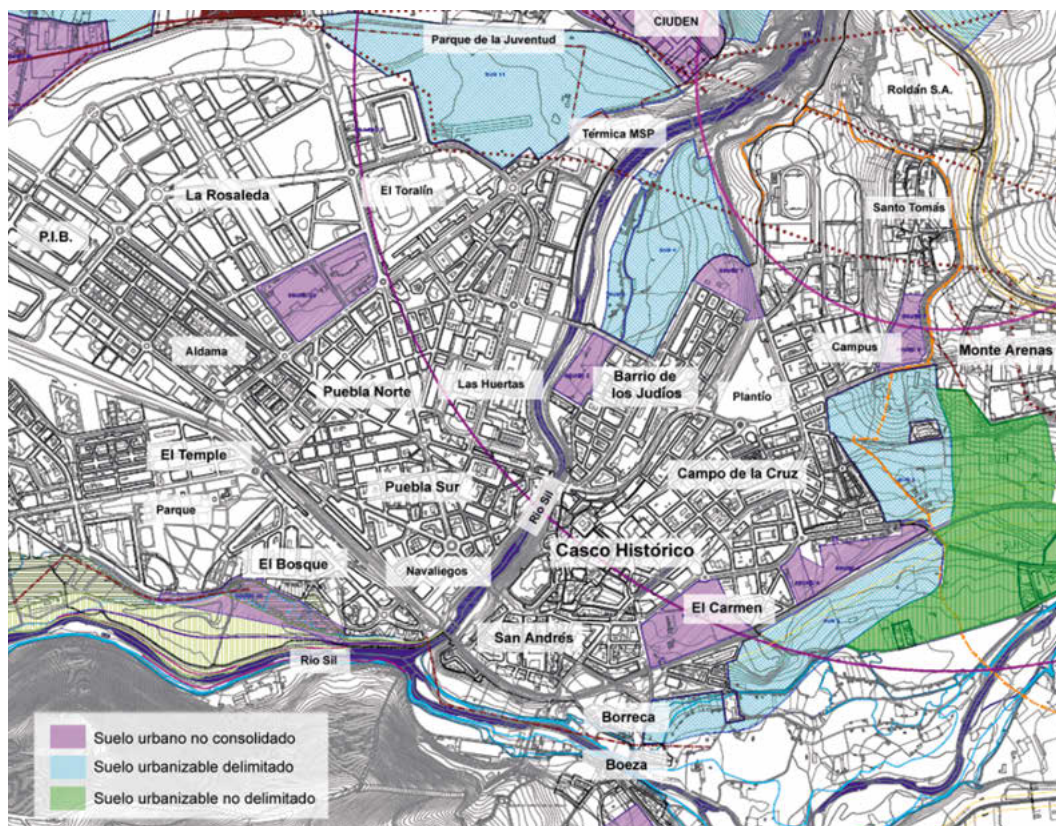 CIUDEN
Parque de la Juventud
Roldán S.A.
Térmica MSP
La Rosaleda
El Toralín
Santo Tomás
P.I.B.
Aldama
Campus
Monte Arenas
Las Huertas
Barrio de
los Judíos
Puebla Norte
Plantío
El Temple
Campo de la Cruz
Puebla Sur
Río Sil
Parque
Casco Histórico
El Bosque
Navaliegos
El Carmen
San Andrés
Río Sil
Borreca
Boeza
Suelo urbano no consolidado
Suelo urbanizable delimitado
Suelo urbanizable no delimitado